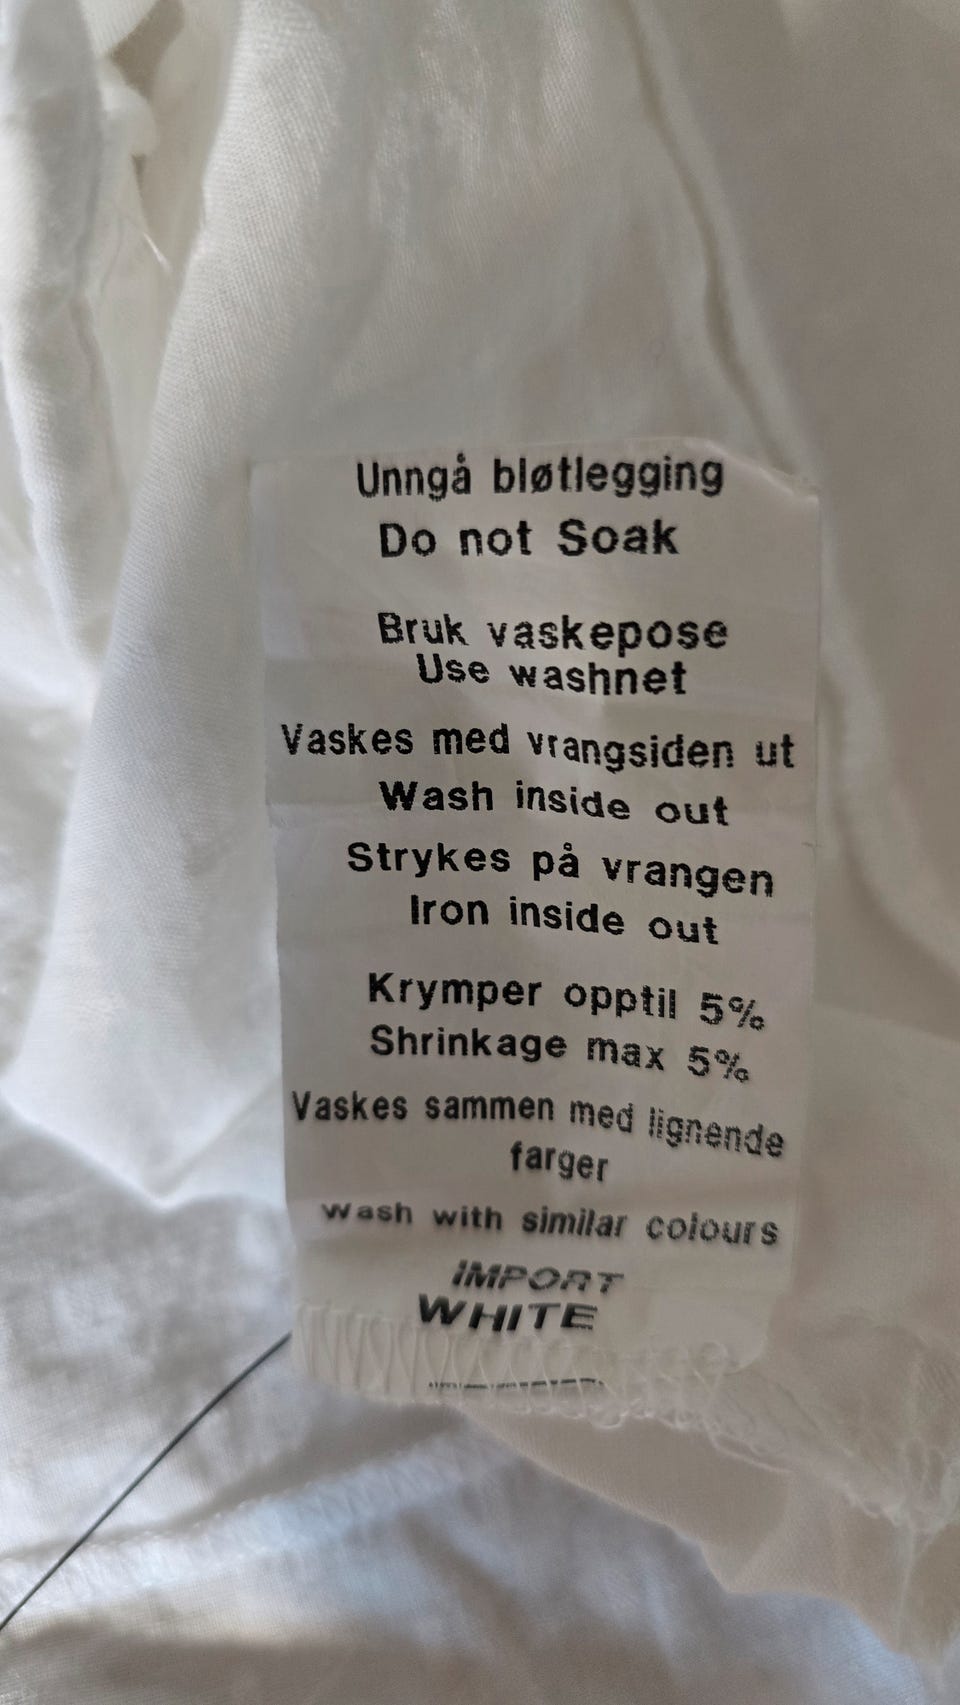 Unngå bløtlegging
Do not Soak
Bruk vaskepose
Use washnet
Vaskes med vrangsiden ut
Wash inside out
Strykes på vrangen
Iron inside out
Krymper opptil 5%
Shrinkage max 5%
Vaskes sammen med lignende
farger
Wash with similar colours
IMPORT
WHITE